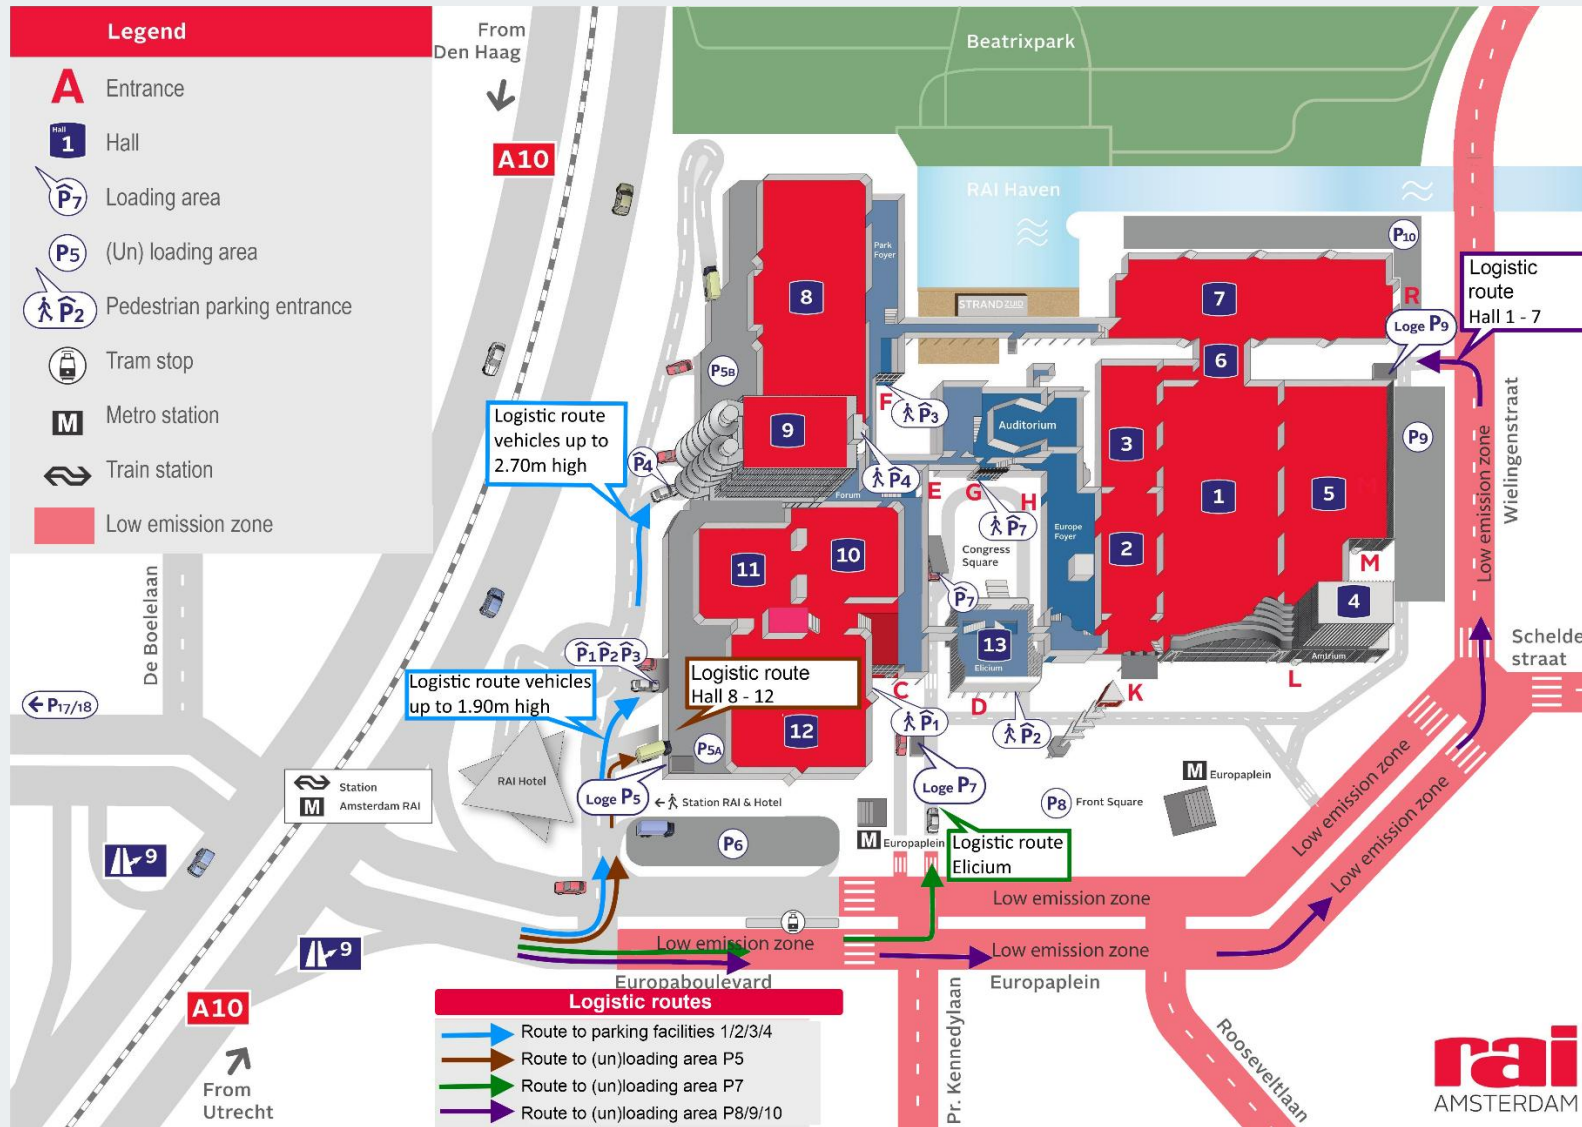 Legend
A Entrance
Hall 1 Hall
P7 Loading area
P5 (Un) loading area
P2 Pedestrian parking entrance
Tram stop
M Metro station
Train station
Low emission zone
From
Den Haag
A10
Beatrixpark
RAI Haven
Park
Foyer
STRANDZUID
P10
Logistic
route
Hall 1 - 7
R
Loge P9
8
7
6
P5B
F
P3
Logistic route
vehicles up to
2.70m high
P4
9
P4
Forum
Auditorium
E
G
H
P7
3
1
5
M
P9
Low emission zone
Wielingenstraat
11
10
Congress
Square
Europe
Foyer
2
M
4
P7
13
Elicium
Amtrium
Schelde
straat
De Boelelaan
P1 P2 P3
Logistic route vehicles
up to 1.90m high
Logistic route
Hall 8 - 12
C
D
K
L
P17/18
12
P1
P2
P5A
RAI Hotel
Station
M Amsterdam RAI
Loge P5
Station RAI & Hotel
Loge P7
P8 Front Square
M Europaplein
P6
M Europaplein
Logistic route
Elicium
9
9
Low emission zone
Low emission zone
Low emission zone
Low emission zone
Low emission zone
Europaboulevard
Europaplein
A10
From
Utrecht
Pr. Kennedylaan
Rooseveltlaan
Logistic routes
Route to parking facilities 1/2/3/4
Route to (un)loading area P5
Route to (un)loading area P7
Route to (un)loading area P8/9/10
rai
AMSTERDAM